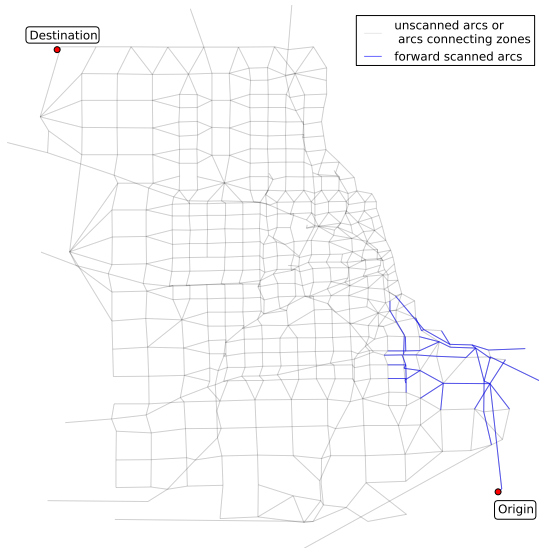 unscanned arcs or
arcs connecting zones
forward scanned arcs
Destination
Origin